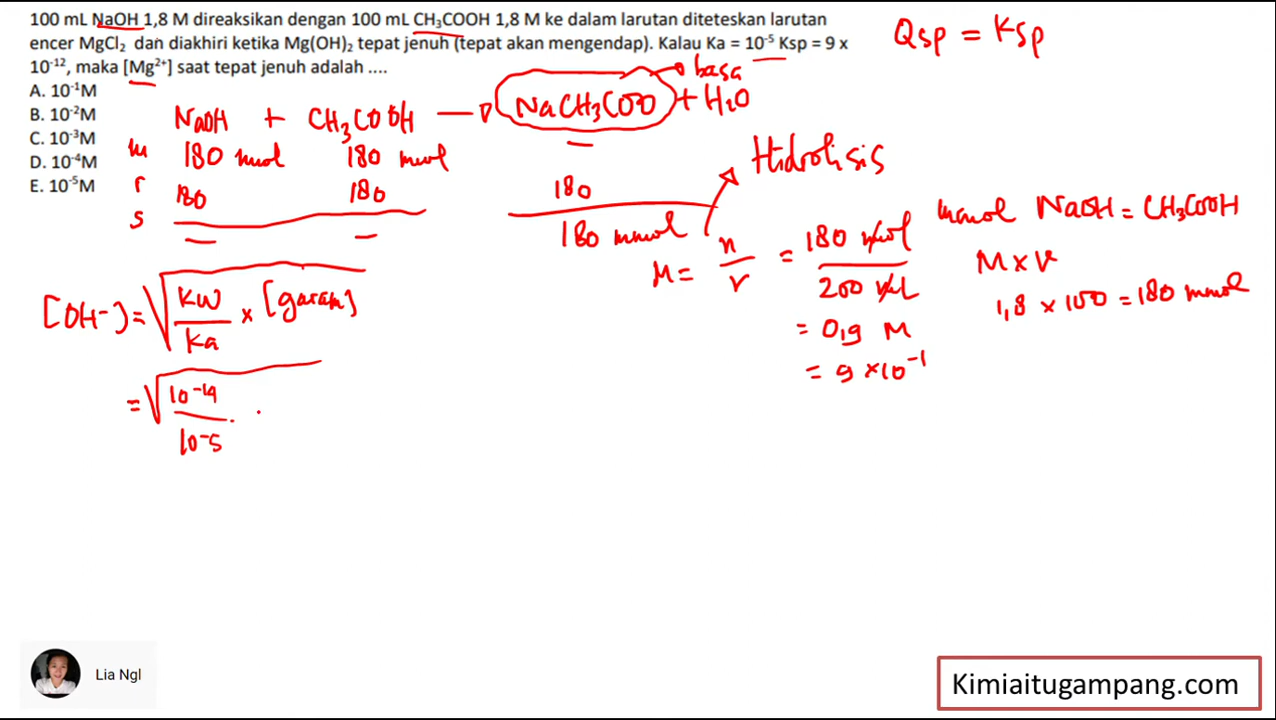 100 mL NaOH 1,8 M direaksikan dengan 100 mL CH₃COOH 1,8 M ke dalam larutan diteteskan larutan
encer MgCl₂ dan diakhiri ketika Mg(OH)₂ tepat jenuh (tepat akan mengendap). Kalau Ka = 10⁻⁵ Ksp = 9 x
10⁻¹², maka [Mg²⁺] saat tepat jenuh adalah ....
A. 10⁻¹M
B. 10⁻²M
C. 10⁻³M
D. 10⁻⁴M
E. 10⁻⁵M
Qsp = Ksp
basa
NaOH + CH₃COOH → NaCH₃COO + H₂O
m 180 mmol 180 mmol
r 180 180 180
s 180 mmol
Hidrolisis
M = n/v = 180 mmol / 200 mL
= 0,9 M
= 9 × 10⁻¹
mmol NaOH = CH₃COOH
M × V
1,8 × 100 = 180 mmol
[OH-] = √ Kw/Ka × [garam]
= √ 10⁻¹⁴/10⁻⁵ .
Lia Ngl
Kimiaitugampang.com